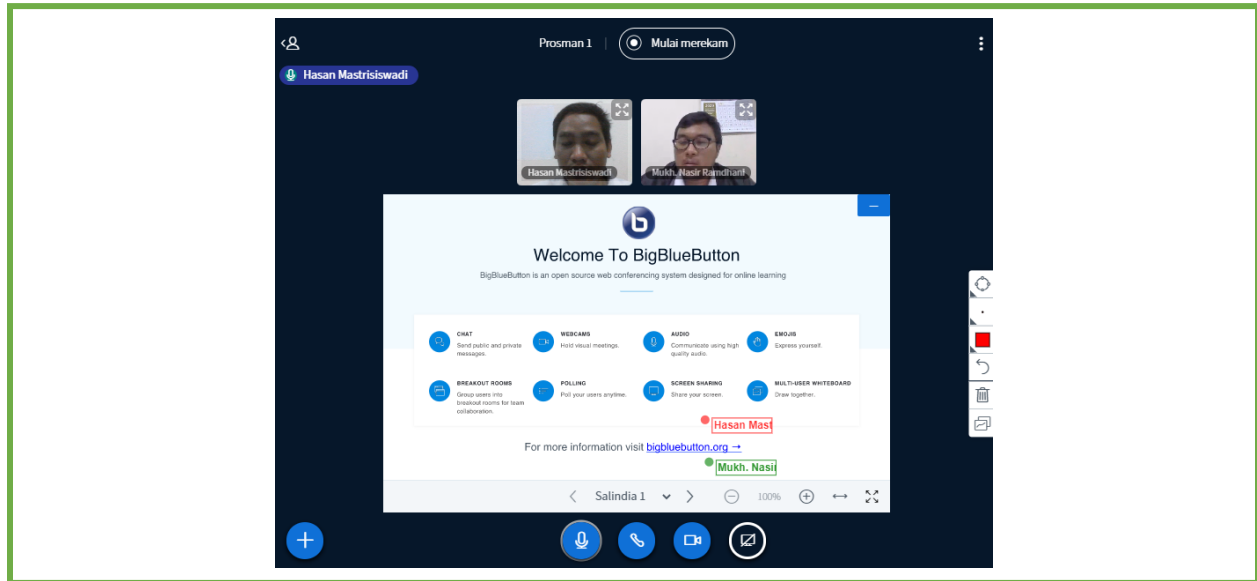 Prosman 1
Mulai merekam
Hasan Mastrisiswadi
Hasan Mastrisiswadi
Mukh. Nasir Ramdhani
Welcome To BigBlueButton
BigBlueButton is an open source web conferencing system designed for online learning
CHAT
Send public and private
messages.
WEBCAMS
Hold visual meetings.
AUDIO
Communicate using high
quality audio.
EMOJIS
Express yourself.
BREAKOUT ROOMS
Group users into
breakout rooms for team
collaboration.
POLLING
Poll your users anytime.
SCREEN SHARING
Share your screen.
MULTI-USER WHITEBOARD
Draw together.
Hasan Mast
For more information visit bigbluebutton.org →
Mukh. Nasir
Salindia 1
100%